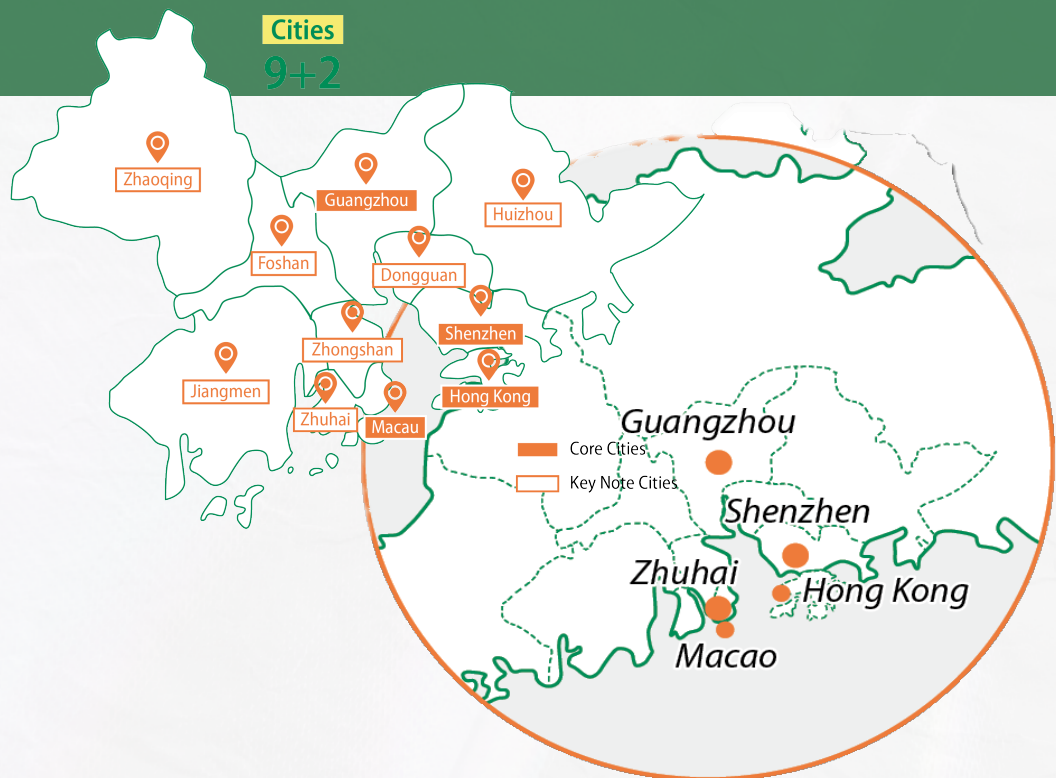 Cities
9+2
Zhaoqing
Guangzhou
Huizhou
Foshan
Dongguan
Shenzhen
Zhongshan
Jiangmen
Hong Kong
Zhuhai
Macau
Core Cities
Key Note Cities
Guangzhou
Shenzhen
Zhuhai
Hong Kong
Macao